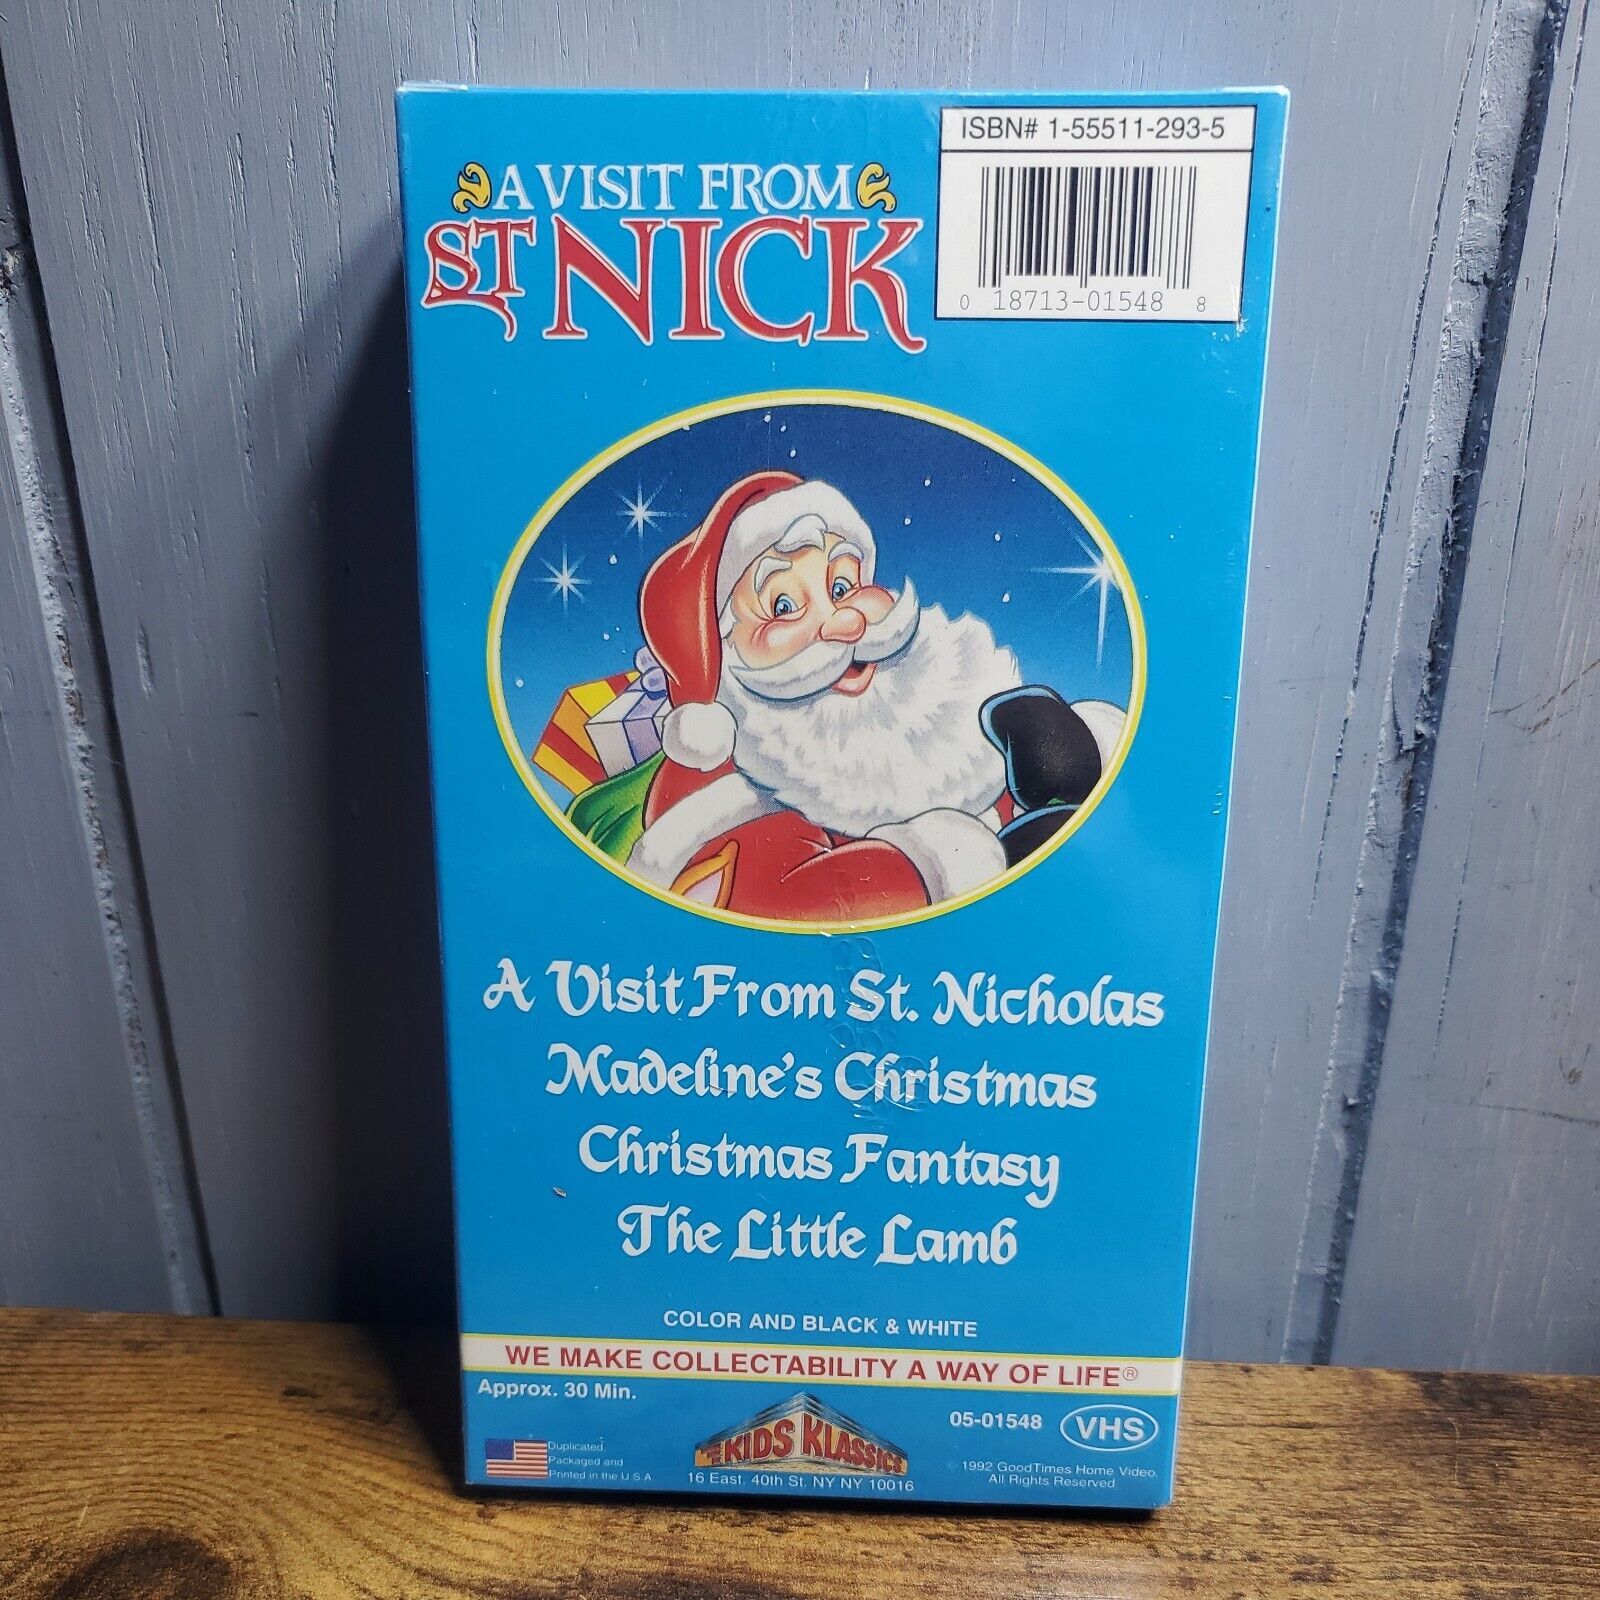 ISBN# 1-55511-293-5
A VISIT FROM
ST NICK
0 18713-01548 8
A Visit From St. Nicholas
Madeline's Christmas
Christmas Fantasy
The Little Lamb
COLOR AND BLACK & WHITE
WE MAKE COLLECTABILITY A WAY OF LIFE®
Approx. 30 Min.
05-01548 VHS
KIDS KLASSICS
Duplicated,
Packaged and
Printed in the U S A
16 East. 40th St. NY NY 10016
© 1992 GoodTimes Home Video.
All Rights Reserved